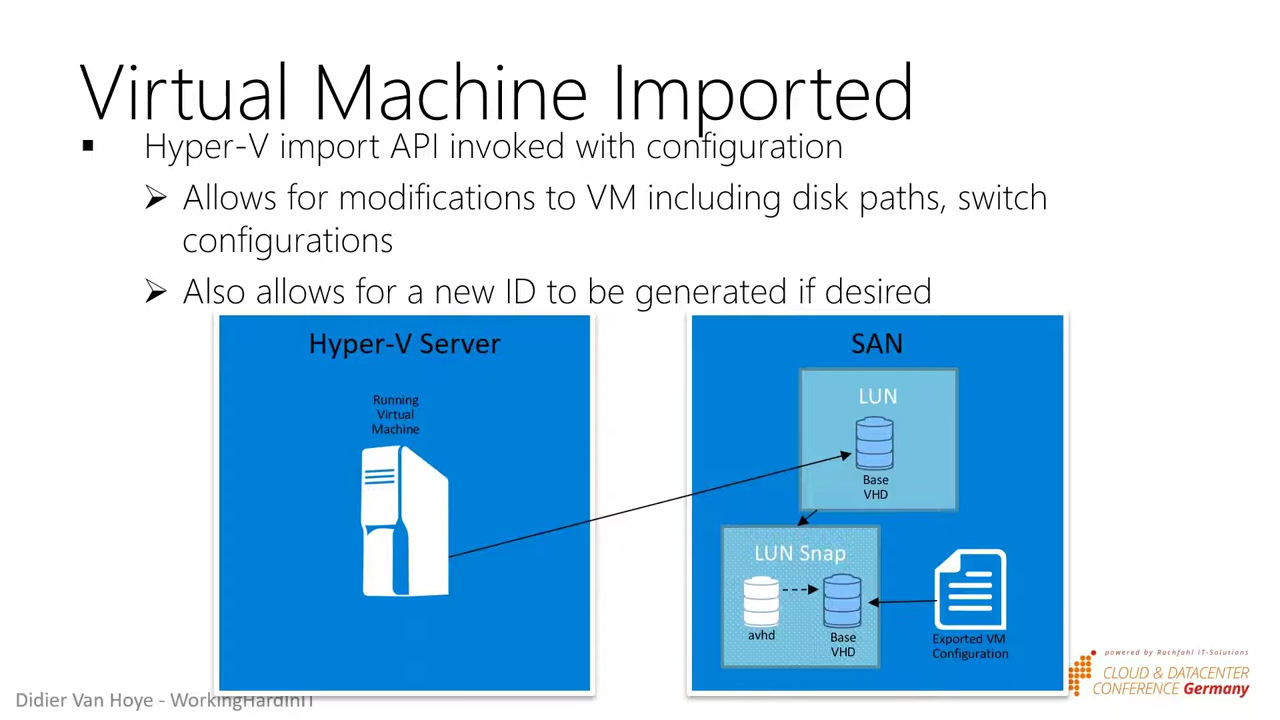 Virtual Machine Imported
▪ Hyper-V import API invoked with configuration
➢ Allows for modifications to VM including disk paths, switch
configurations
➢ Also allows for a new ID to be generated if desired
Hyper-V Server
Running
Virtual
Machine
SAN
LUN
Base
VHD
LUN Snap
avhd
Base
VHD
Exported VM
Configuration
powered by Rachfahl IT-Solutions
CLOUD & DATACENTER
CONFERENCE Germany
Didier Van Hoye - WorkingHardInIT